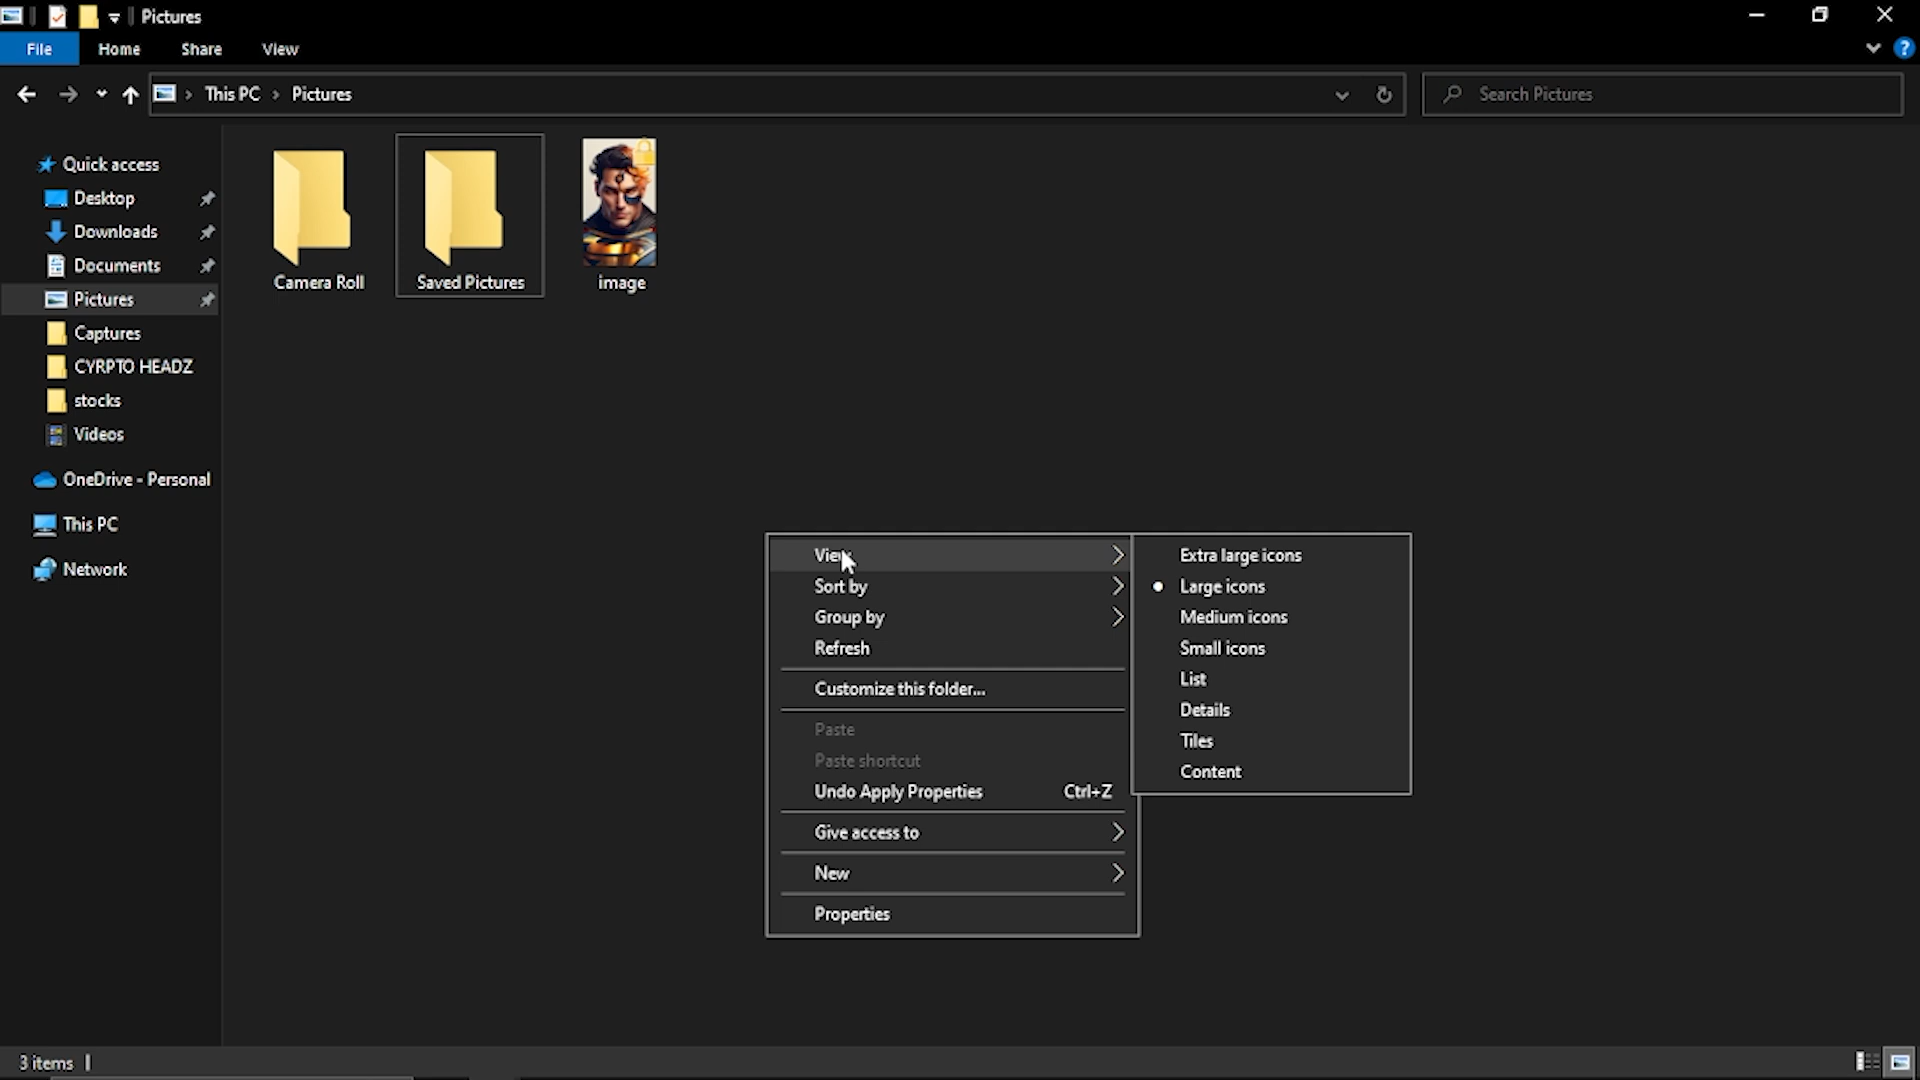 Pictures
File Home Share View
This PC > Pictures
Search Pictures
Quick access
Desktop
Downloads
Documents
Pictures
Captures
CYRPTO HEADZ
stocks
Videos
OneDrive - Personal
This PC
Network
Camera Roll
Saved Pictures
image
View
Sort by
Group by
Refresh
Customize this folder...
Paste
Paste shortcut
Undo Apply Properties Ctrl+Z
Give access to
New
Properties
Extra large icons
Large icons
Medium icons
Small icons
List
Details
Tiles
Content
3 items